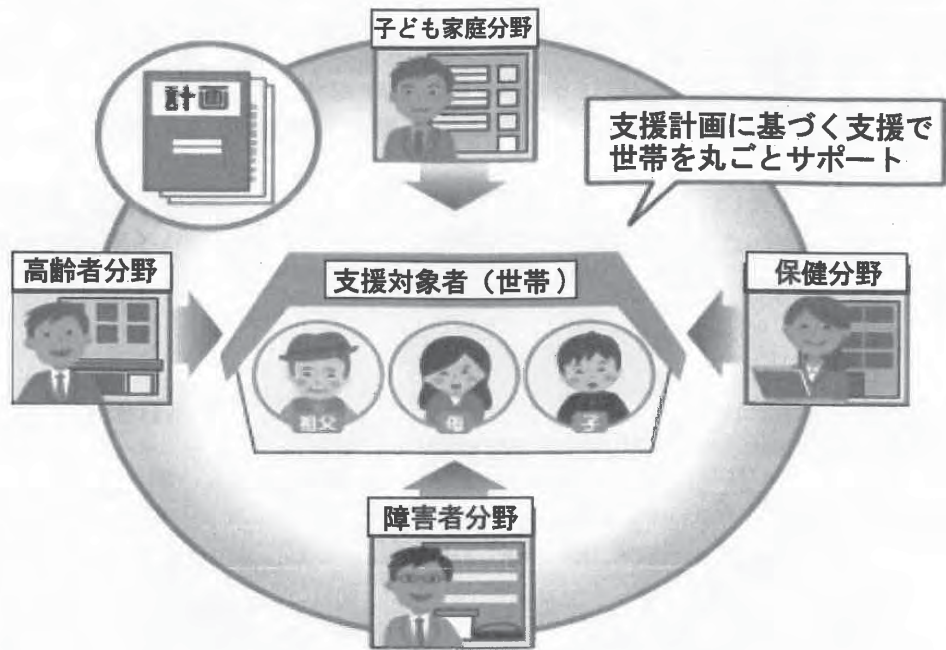 子ども家庭分野
計画
支援計画に基づく支援で
世帯を丸ごとサポート
高齢者分野
支援対象者（世帯）
保健分野
祖父
母
子
障害者分野